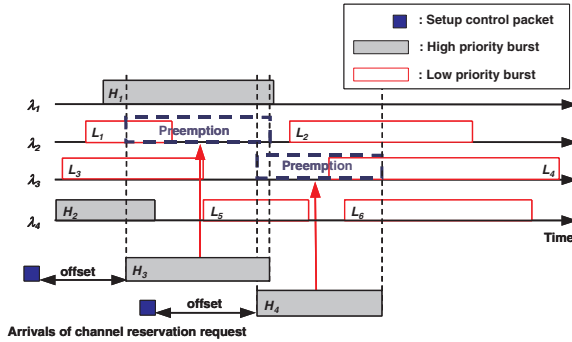 : Setup control packet
: High priority burst
: Low priority burst
λ1 H1
L1 Preemption L2
λ2
L3 Preemption L4
λ3
H2 L5 L6
λ4
Time
offset H3
offset H4
Arrivals of channel reservation request